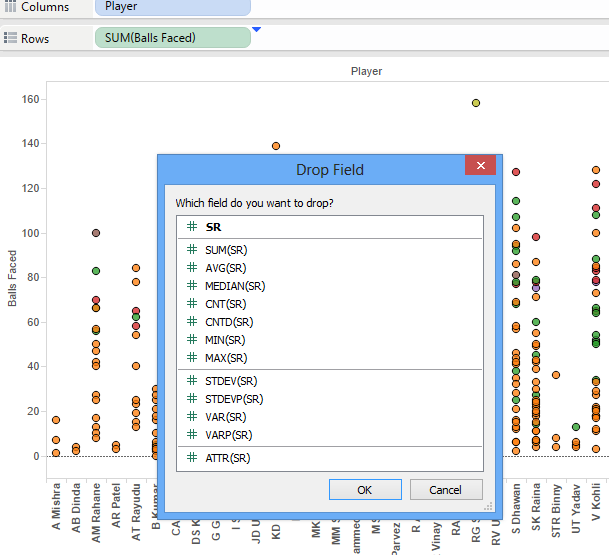 Columns
Player
Rows
SUM(Balls Faced)
Player
Drop Field
Which field do you want to drop?
SR
SUM(SR)
AVG(SR)
MEDIAN(SR)
CNT(SR)
CNTD(SR)
MIN(SR)
MAX(SR)
STDEV(SR)
STDEVP(SR)
VAR(SR)
VARP(SR)
ATTR(SR)
OK
Cancel
Balls Faced
160
140
120
100
80
60
40
20
0
A Mishra
AB Dinda
AM Rahane
AR Patel
AT Rayudu
B Kumar
CA
DS K
G G
I S
JD U
KD
MK
MM S
ammec
M S
Parvez
R A
Vinay
RA
RG S
RV U
S Dhawan
SK Raina
STR Binny
UT Yadav
V Kohli